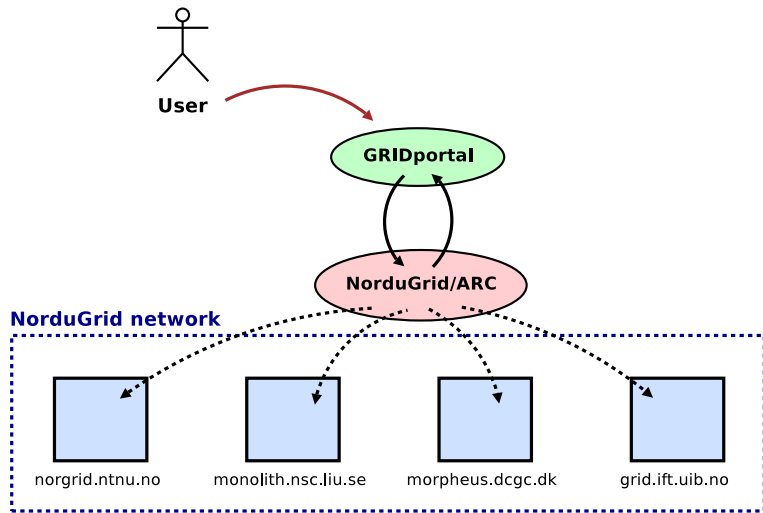 User
GRIDportal
NorduGrid/ARC
NorduGrid network
norgrid.ntnu.no
monolith.nsc.liu.se
morpheus.dcgc.dk
grid.ift.uib.no